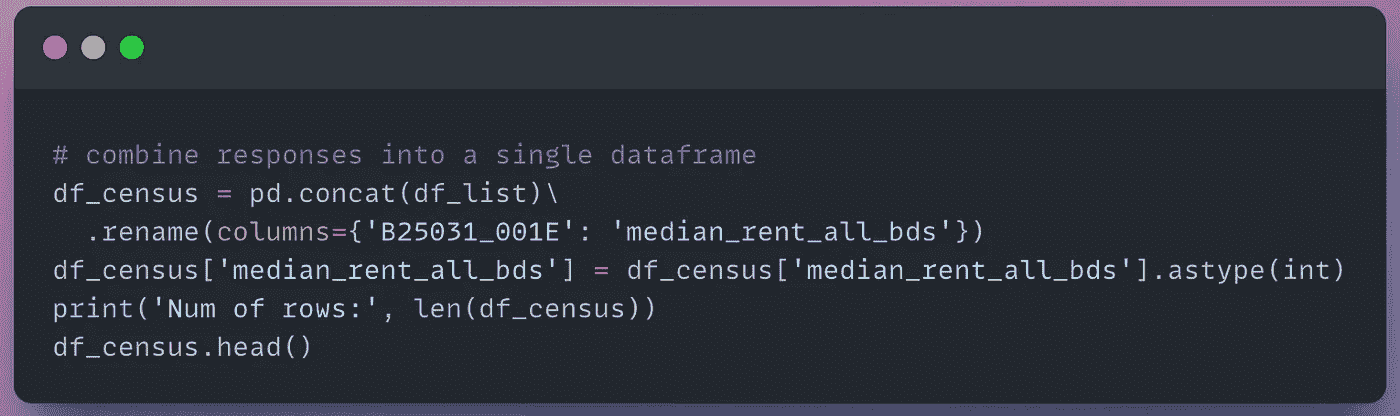 # combine responses into a single dataframe
df_census = pd.concat(df_list)\
  .rename(columns={'B25031_001E': 'median_rent_all_bds'})
df_census['median_rent_all_bds'] = df_census['median_rent_all_bds'].astype(int)
print('Num of rows:', len(df_census))
df_census.head()